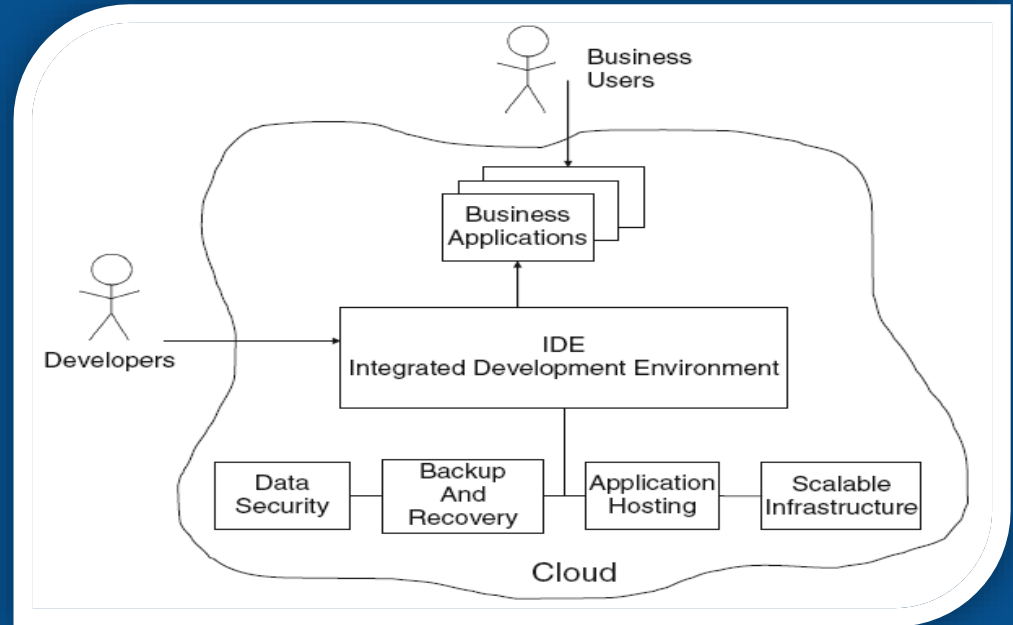 Business
Users
Business
Applications
Developers
IDE
Integrated Development Environment
Data
Security
Backup
And
Recovery
Application
Hosting
Scalable
Infrastructure
Cloud